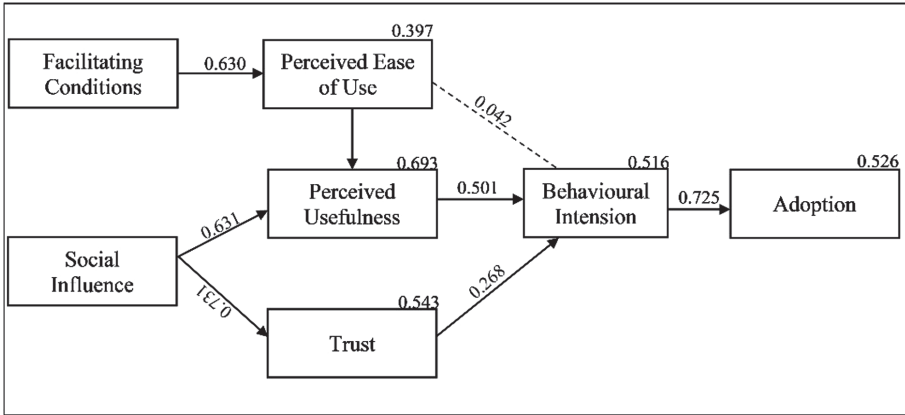 0.397
Facilitating
Conditions
0.630
Perceived Ease
of Use
0.042
0.693
Perceived
Usefulness
0.501
0.516
Behavioural
Intension
0.725
0.526
Adoption
0.631
Social
Influence
0.731
0.268
0.543
Trust